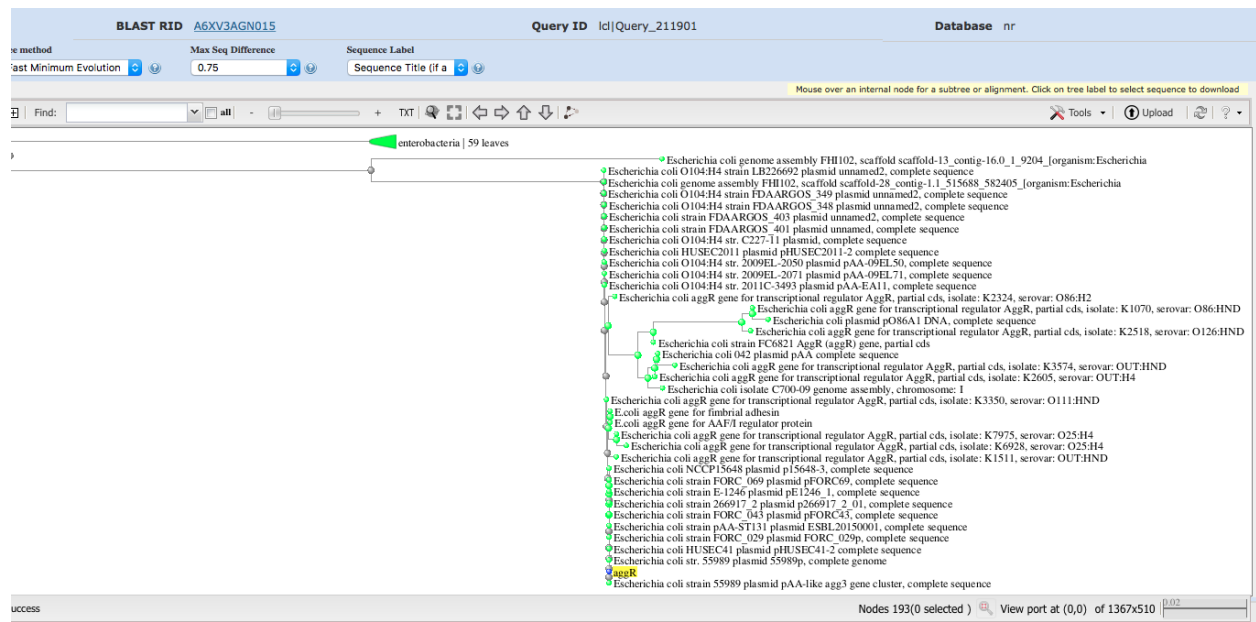 BLAST RID A6XV3AGN015 Query ID lcl|Query_211901 Database nr
ee method Max Seq Difference Sequence Label
Fast Minimum Evolution 0.75 Sequence Title (if a
Mouse over an internal node for a subtree or alignment. Click on tree label to select sequence to download
Find: all - + TXT Tools Upload ?
enterobacteria | 59 leaves
Escherichia coli genome assembly FHI102, scaffold scaffold-13_contig-16.0_1_9204_[organism:Escherichia
Escherichia coli O104:H4 strain LB226692 plasmid unnamed2, complete sequence
Escherichia coli genome assembly FHI102, scaffold scaffold-28_contig-1.1_515688_582405_[organism:Escherichia
Escherichia coli O104:H4 strain FDAARGOS_349 plasmid unnamed2, complete sequence
Escherichia coli O104:H4 strain FDAARGOS_348 plasmid unnamed2, complete sequence
Escherichia coli strain FDAARGOS_403 plasmid unnamed2, complete sequence
Escherichia coli strain FDAARGOS_401 plasmid unnamed, complete sequence
Escherichia coli O104:H4 str. C227-11 plasmid, complete sequence
Escherichia coli HUSEC2011 plasmid pHUSEC2011-2 complete sequence
Escherichia coli O104:H4 str. 2009EL-2050 plasmid pAA-09EL50, complete sequence
Escherichia coli O104:H4 str. 2009EL-2071 plasmid pAA-09EL71, complete sequence
Escherichia coli O104:H4 str. 2011C-3493 plasmid pAA-EA11, complete sequence
Escherichia coli aggR gene for transcriptional regulator AggR, partial cds, isolate: K2324, serovar: O86:H2
Escherichia coli aggR gene for transcriptional regulator AggR, partial cds, isolate: K1070, serovar: O86:HND
Escherichia coli plasmid pO86A1 DNA, complete sequence
Escherichia coli aggR gene for transcriptional regulator AggR, partial cds, isolate: K2518, serovar: O126:HND
Escherichia coli strain FC6821 AggR (aggR) gene, partial cds
Escherichia coli 042 plasmid pAA complete sequence
Escherichia coli aggR gene for transcriptional regulator AggR, partial cds, isolate: K3574, serovar: OUT:HND
Escherichia coli aggR gene for transcriptional regulator AggR, partial cds, isolate: K2605, serovar: OUT:H4
Escherichia coli isolate C700-09 genome assembly, chromosome: I
Escherichia coli aggR gene for transcriptional regulator AggR, partial cds, isolate: K3350, serovar: O111:HND
E.coli aggR gene for fimbrial adhesin
E.coli aggR gene for AAF/I regulator protein
Escherichia coli aggR gene for transcriptional regulator AggR, partial cds, isolate: K7975, serovar: O25:H4
Escherichia coli aggR gene for transcriptional regulator AggR, partial cds, isolate: K6928, serovar: O25:H4
Escherichia coli aggR gene for transcriptional regulator AggR, partial cds, isolate: K1511, serovar: OUT:HND
Escherichia coli NCCP15648 plasmid p15648-3, complete sequence
Escherichia coli strain FORC_069 plasmid pFORC69, complete sequence
Escherichia coli strain E-1246 plasmid pE1246_1, complete sequence
Escherichia coli strain 266917_2 plasmid p266917_2_01, complete sequence
Escherichia coli strain FORC_043 plasmid pFORC43, complete sequence
Escherichia coli strain pAA-ST131 plasmid ESBL20150001, complete sequence
Escherichia coli strain FORC_029 plasmid FORC_029p, complete sequence
Escherichia coli HUSEC41 plasmid pHUSEC41-2 complete sequence
Escherichia coli str. 55989 plasmid 55989p, complete genome
aggR
Escherichia coli strain 55989 plasmid pAA-like agg3 gene cluster, complete sequence
uccess Nodes 193(0 selected ) View port at (0,0) of 1367x510 0.02